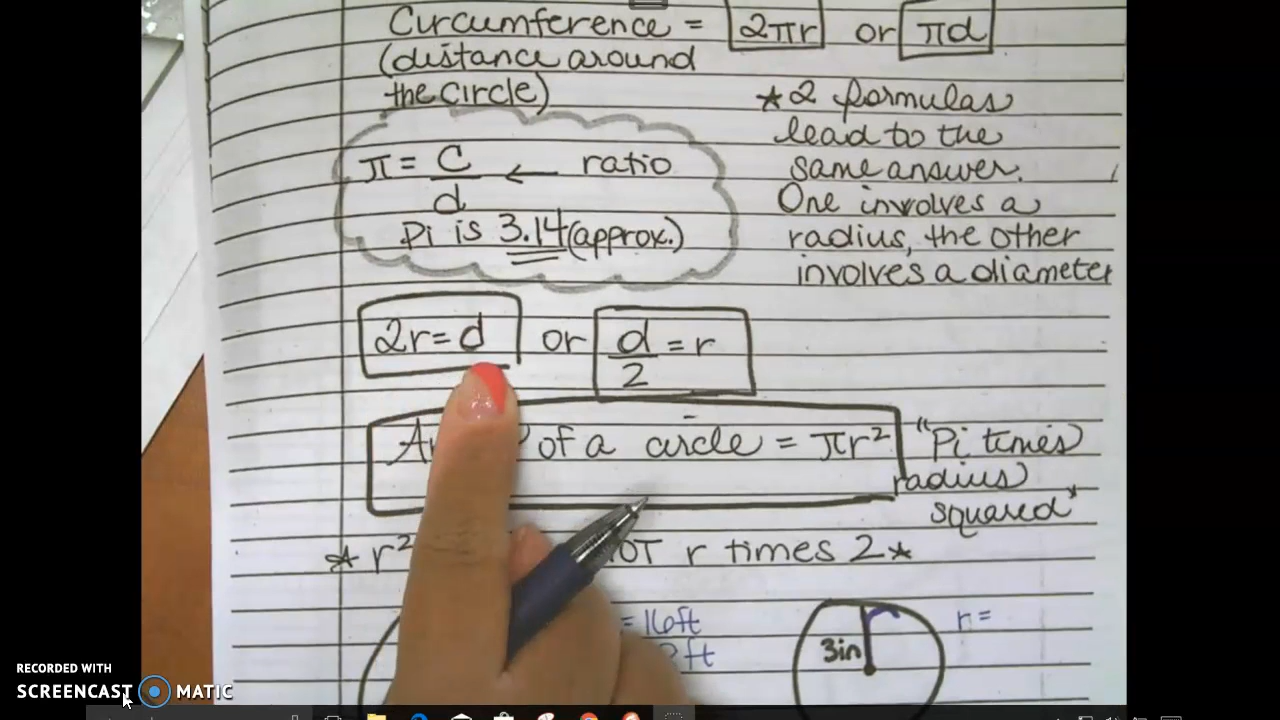 Circumference = 2πr or πd
(distance around
the circle)
π = C/d ← ratio
Pi is 3.14 (approx.)
★ 2 formulas
lead to the
same answer.
One involves a
radius, the other
involves a diameter
2r = d or d/2 = r
of a circle = πr²
"Pi times
radius
squared"
★ r² r times 2★
= 16ft
ft
3in
r =
RECORDED WITH
SCREENCAST MATIC